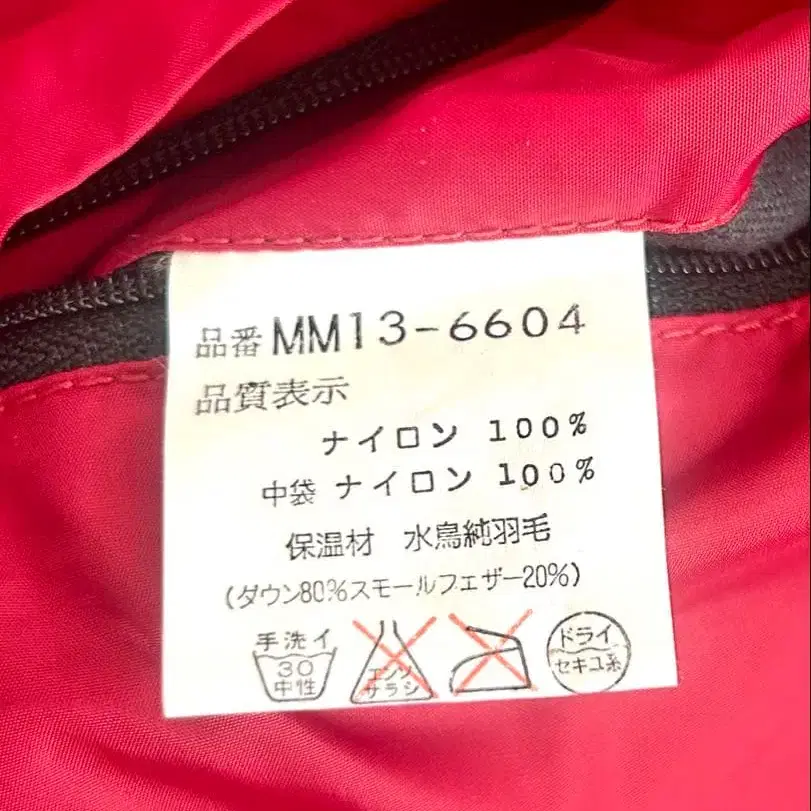 品番 MM13-6604
品質表示
ナイロン 100%
中袋 ナイロン 100%
保温材 水鳥純羽毛
(ダウン80%スモールフェザー20%)
手洗イ
30
中性
エンソ
サラシ
ドライ
セキユ系